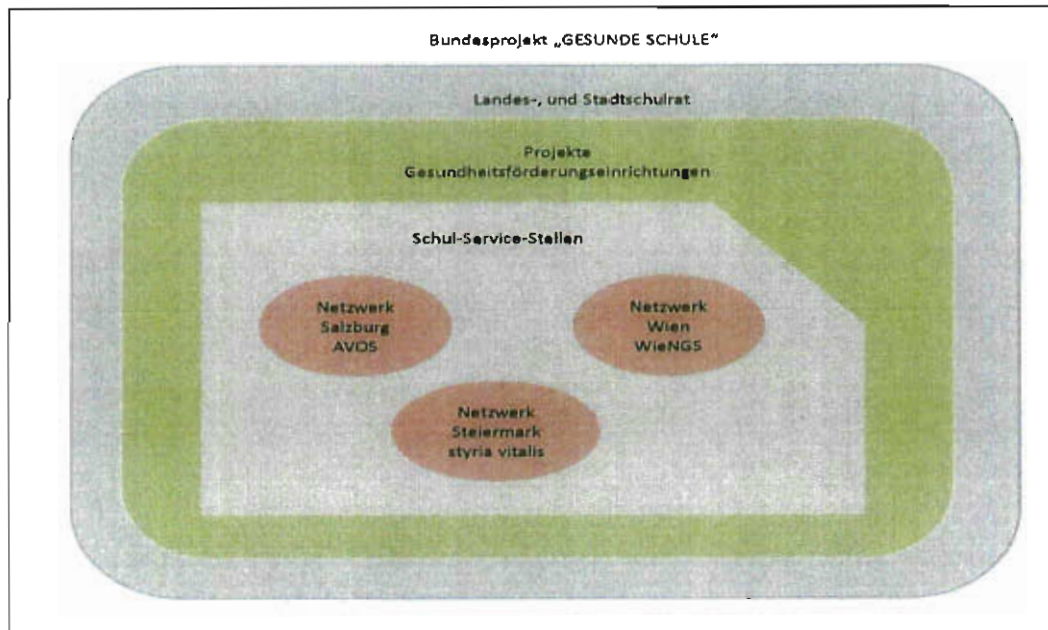 Bundesprojekt „GESUNDE SCHULE“
Landes-, und Stadtschulrat
Projekte
Gesundheitsförderungseinrichtungen
Schul-Service-Stellen
Netzwerk
Salzburg
AVOS
Netzwerk
Wien
WieNGS
Netzwerk
Steiermark
styria vitalis